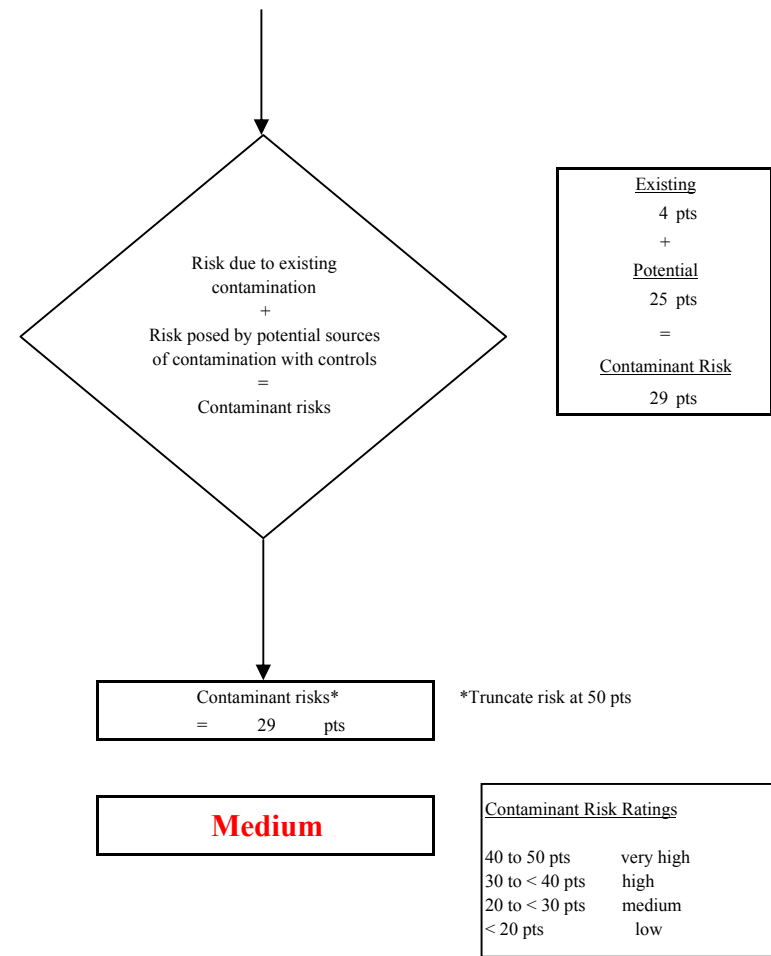 Risk due to existing
contamination
+
Risk posed by potential sources
of contamination with controls
=
Contaminant risks
Existing
4 pts
+
Potential
25 pts
=
Contaminant Risk
29 pts
Contaminant risks*
= 29 pts
*Truncate risk at 50 pts
Medium
Contaminant Risk Ratings
40 to 50 pts very high
30 to < 40 pts high
20 to < 30 pts medium
< 20 pts low